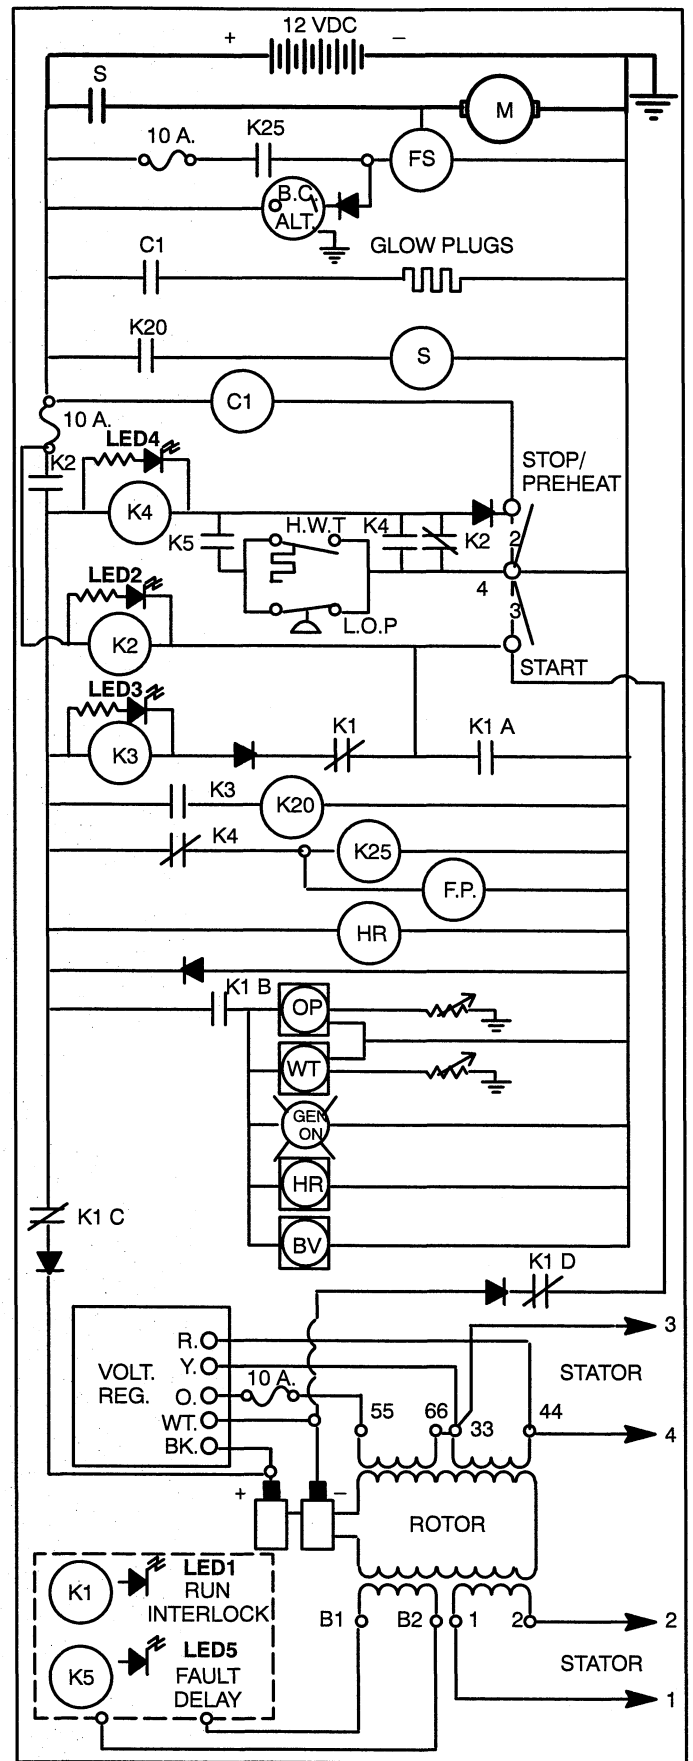 12 VDC
+ −
S
M
10 A.
K25
FS
B.C.
ALT.
C1
GLOW PLUGS
K20
S
C1
10 A.
LED4
K2
STOP/
PREHEAT
K4
H.W.T
K4
K5
K2
2
LED2
4
3
L.O.P
K2
START
LED3
K1
K1 A
K3
K3
K20
K4
K25
F.P.
HR
K1 B
OP
WT
GEN
ON
HR
K1 C
BV
K1 D
3
R.
VOLT.
REG.
Y.
10 A.
STATOR
O.
55
66
33
44
WT.
4
BK.
+ −
ROTOR
LED1
K1
RUN
INTERLOCK
B1
B2
1
2
2
LED5
STATOR
K5
FAULT
DELAY
1